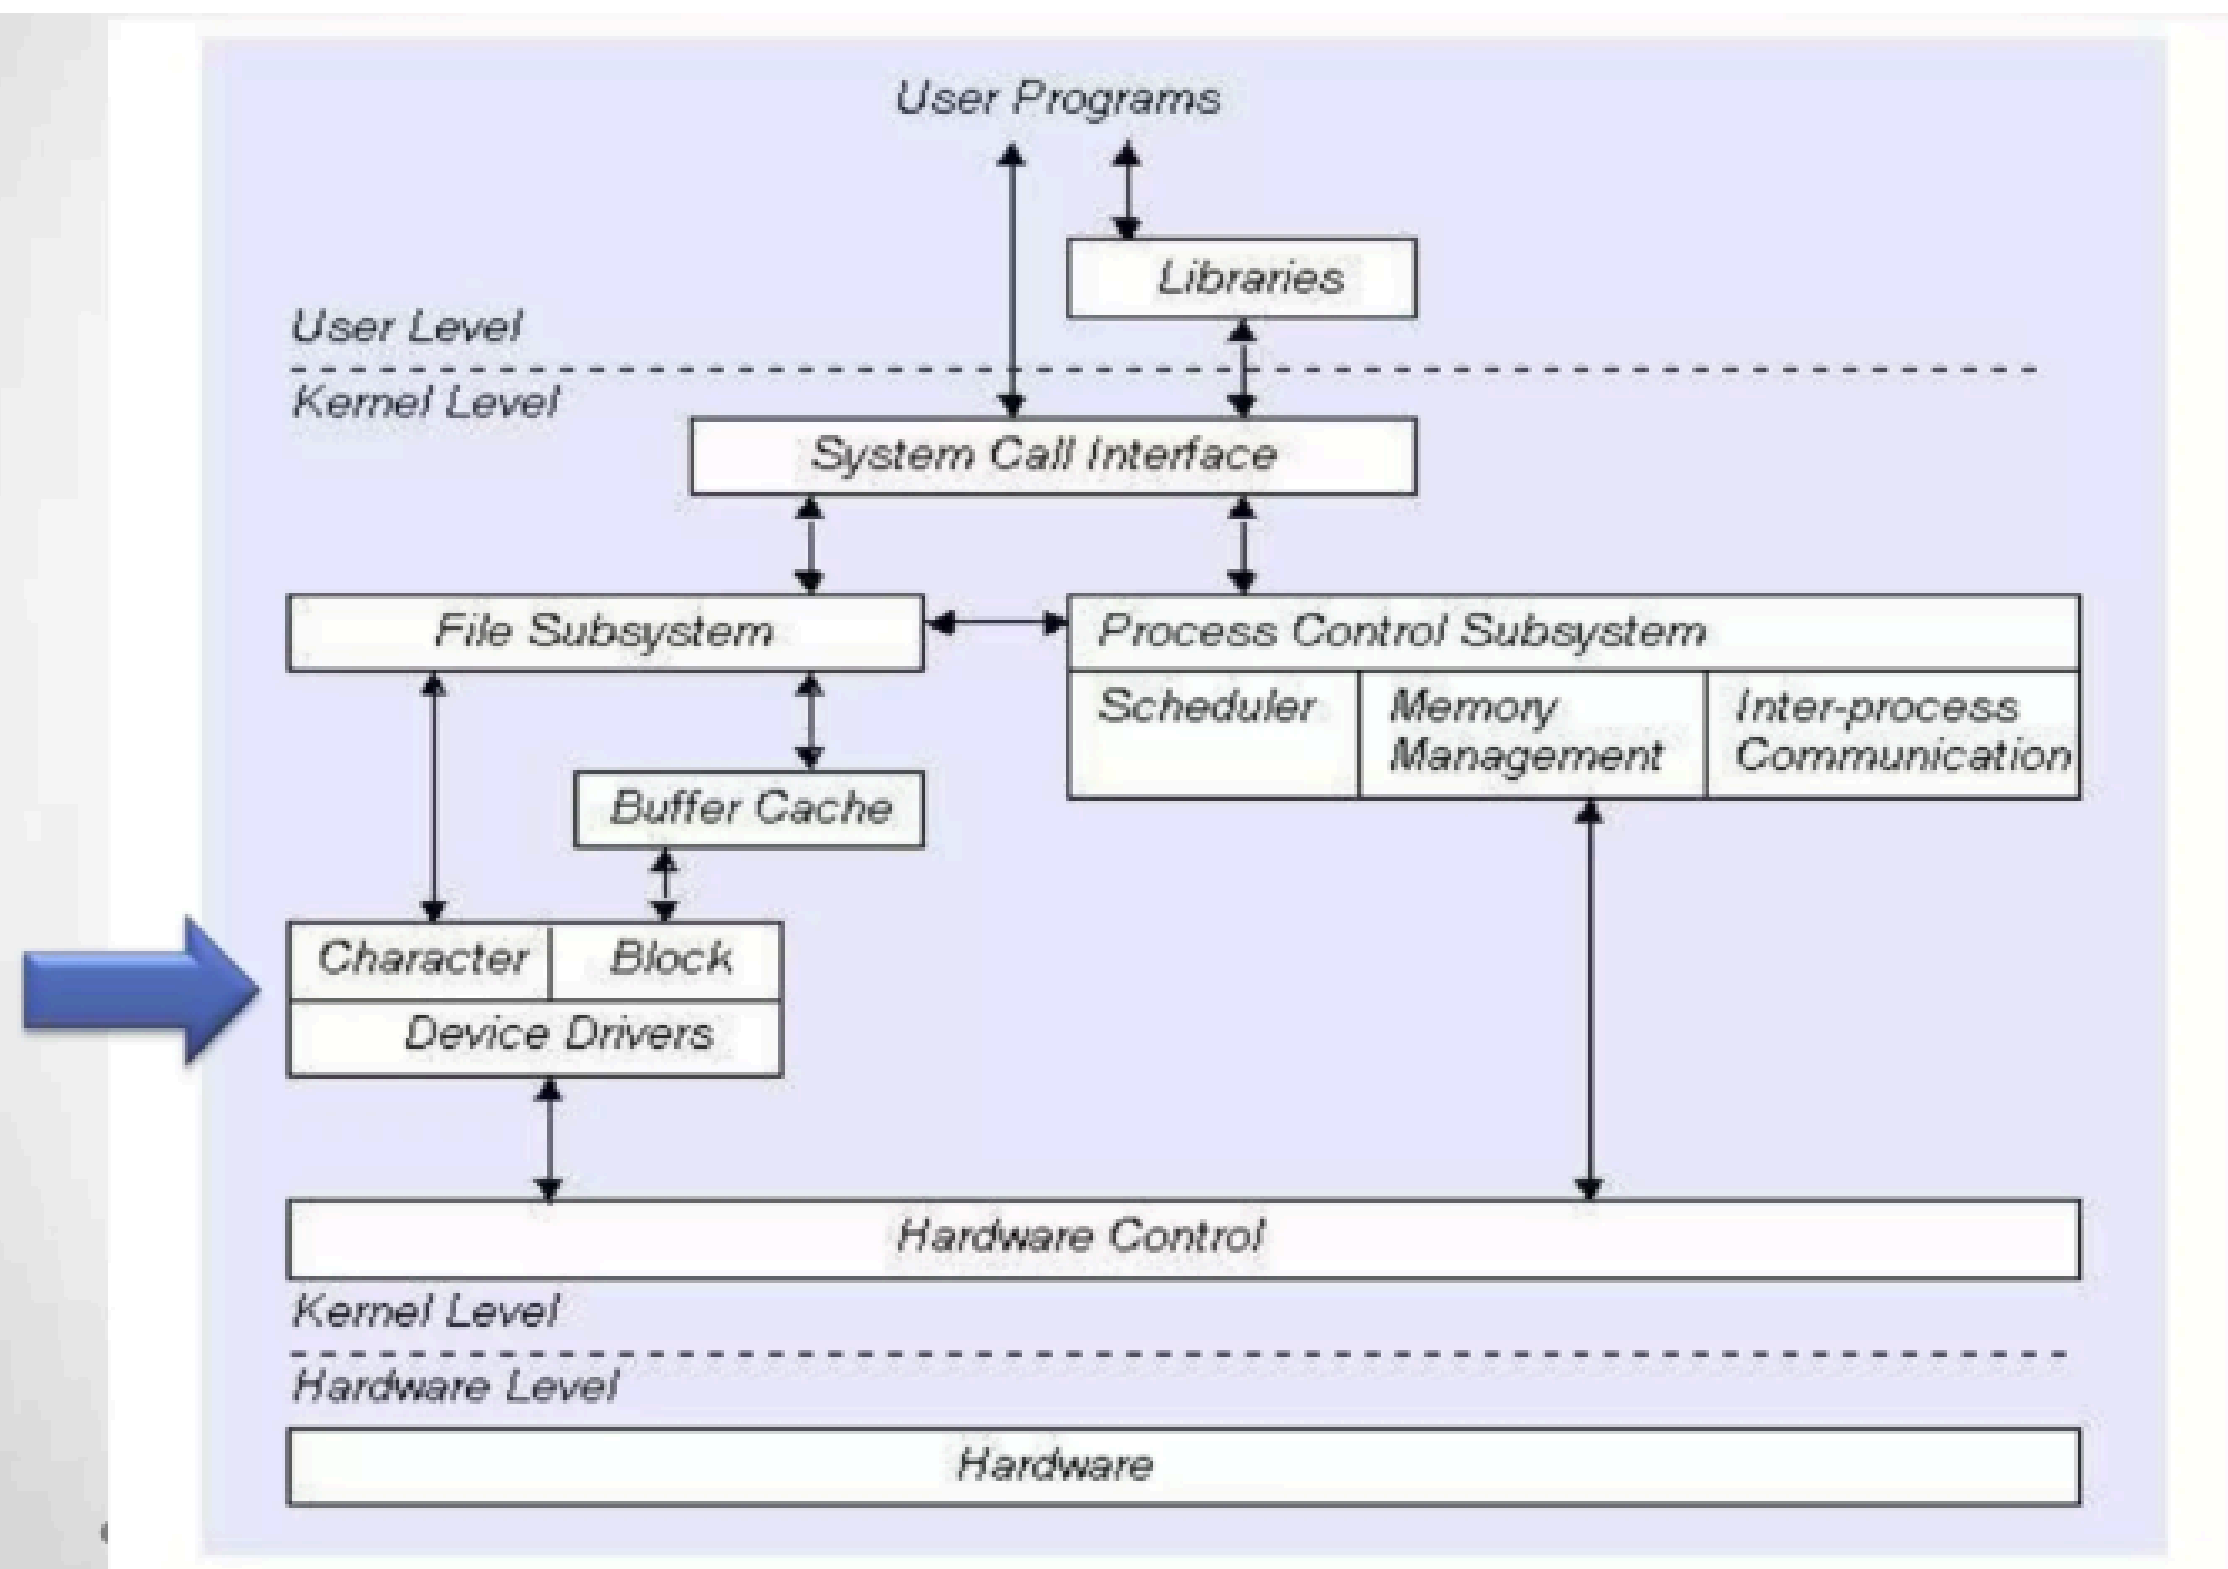 User Programs
Libraries
User Level
Kernel Level
System Call Interface
File Subsystem
Process Control Subsystem
Scheduler
Memory
Management
Inter-process
Communication
Buffer Cache
Character
Block
Device Drivers
Hardware Control
Kernel Level
Hardware Level
Hardware